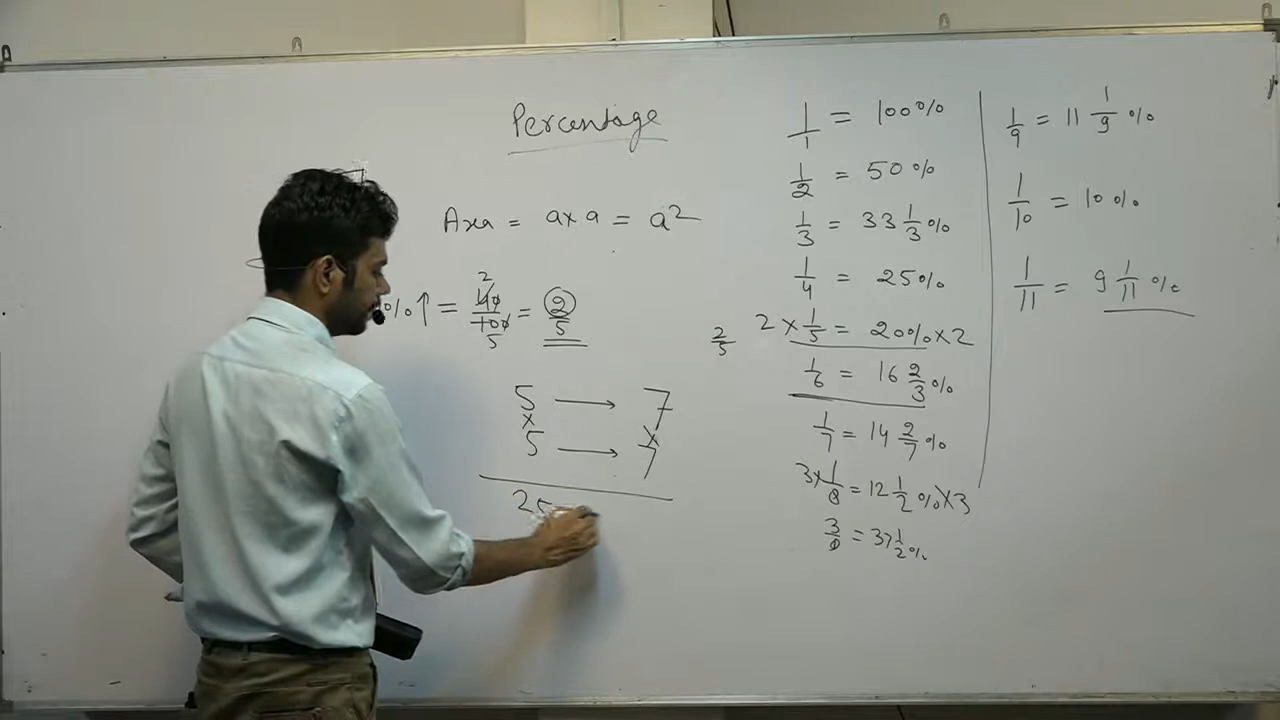 Percentage
Area = a x a = a²
%↑ = 40/100 = 2/5
2
5
5 → 7
x x
5 → 7
25
1/1 = 100%
1/2 = 50%
1/3 = 33 1/3 %
1/4 = 25%
2/5 2 x 1/5 = 20% x 2
1/6 = 16 2/3 %
1/7 = 14 2/7 %
3 x 1/8 = 12 1/2 % x 3
3/8 = 37 1/2 %
1/9 = 11 1/9 %
1/10 = 10%
1/11 = 9 1/11 %